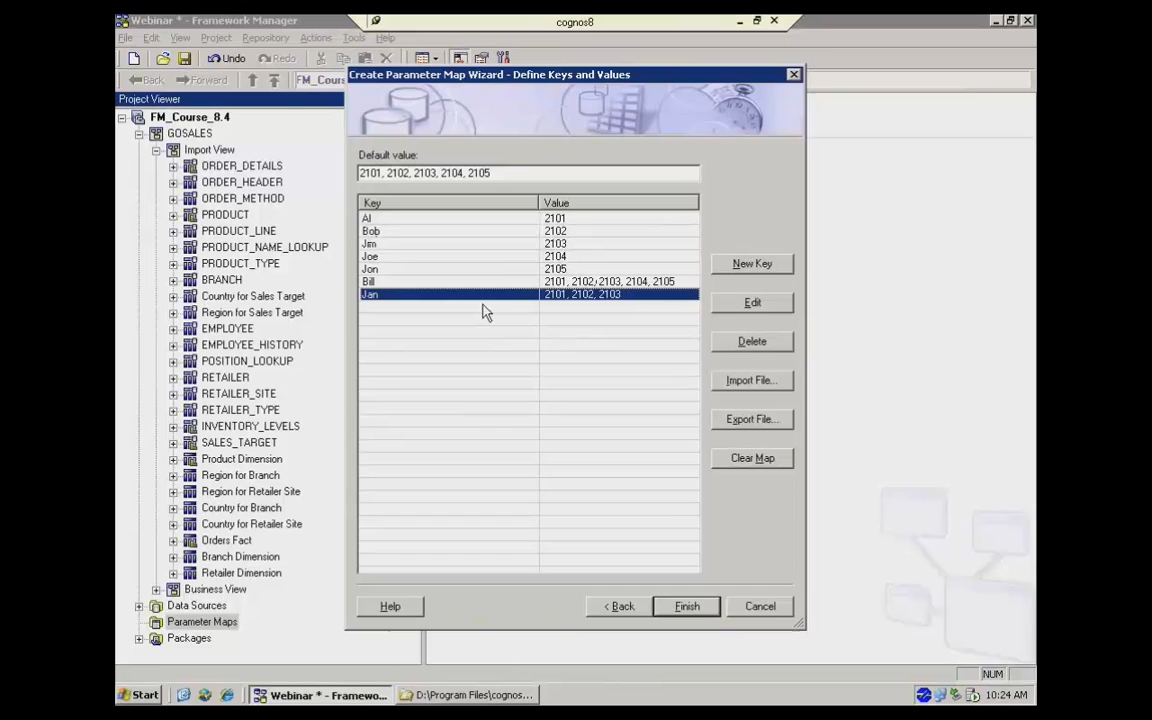 Webinar * - Framework Manager
cognos8
File Edit View Project Repository Actions Tools Help
Undo Redo
Back Forward FM_Cours
Project Viewer
FM_Course_8.4
GOSALES
Import View
ORDER_DETAILS
ORDER_HEADER
ORDER_METHOD
PRODUCT
PRODUCT_LINE
PRODUCT_NAME_LOOKUP
PRODUCT_TYPE
BRANCH
Country for Sales Target
Region for Sales Target
EMPLOYEE
EMPLOYEE_HISTORY
POSITION_LOOKUP
RETAILER
RETAILER_SITE
RETAILER_TYPE
INVENTORY_LEVELS
SALES_TARGET
Product Dimension
Region for Branch
Region for Retailer Site
Country for Branch
Country for Retailer Site
Orders Fact
Branch Dimension
Retailer Dimension
Business View
Data Sources
Parameter Maps
Packages
Create Parameter Map Wizard - Define Keys and Values
Default value:
2101, 2102, 2103, 2104, 2105
Key Value
Al 2101
Bob 2102
Jim 2103
Joe 2104
Jon 2105
Bill 2101, 2102, 2103, 2104, 2105
Jan 2101, 2102, 2103
New Key
Edit
Delete
Import File...
Export File...
Clear Map
Help < Back Finish Cancel
NUM
Start Webinar * - Framewo... D:\Program Files\cognos... 10:24 AM